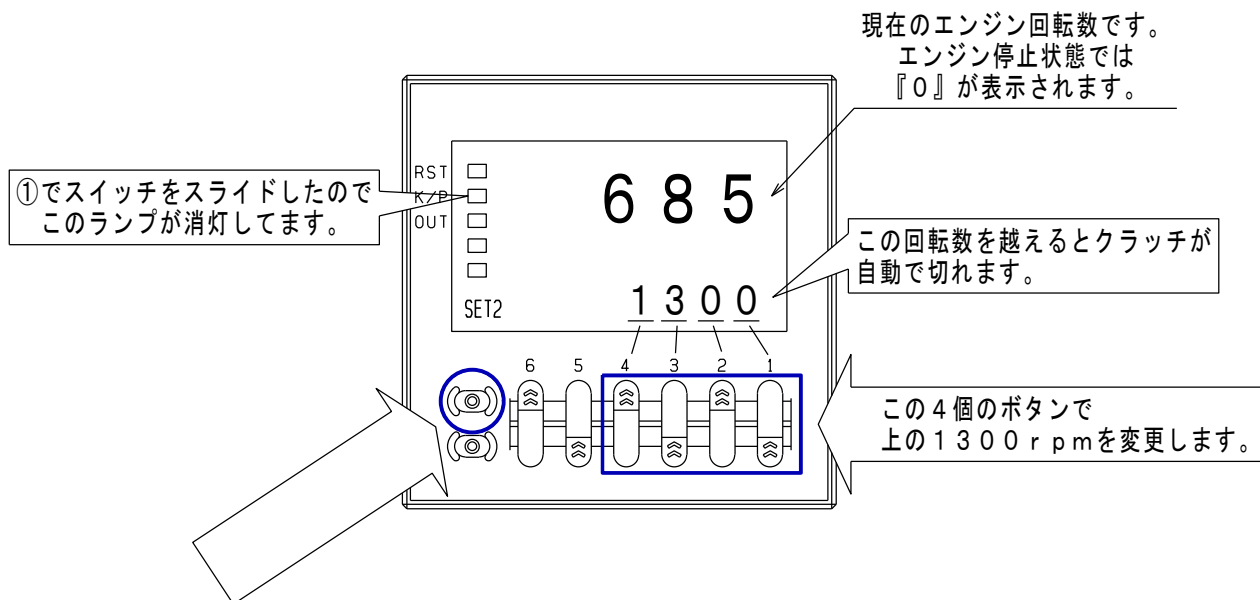 現在のエンジン回転数です。
エンジン停止状態では
『０』が表示されます。
①でスイッチをスライドしたので
このランプが消灯してます。
RST
K/P
OUT
６８５
この回転数を越えるとクラッチが
自動で切れます。
SET2
１３００
6 5 4 3 2 1
この４個のボタンで
上の１３００ｒｐｍを変更します。